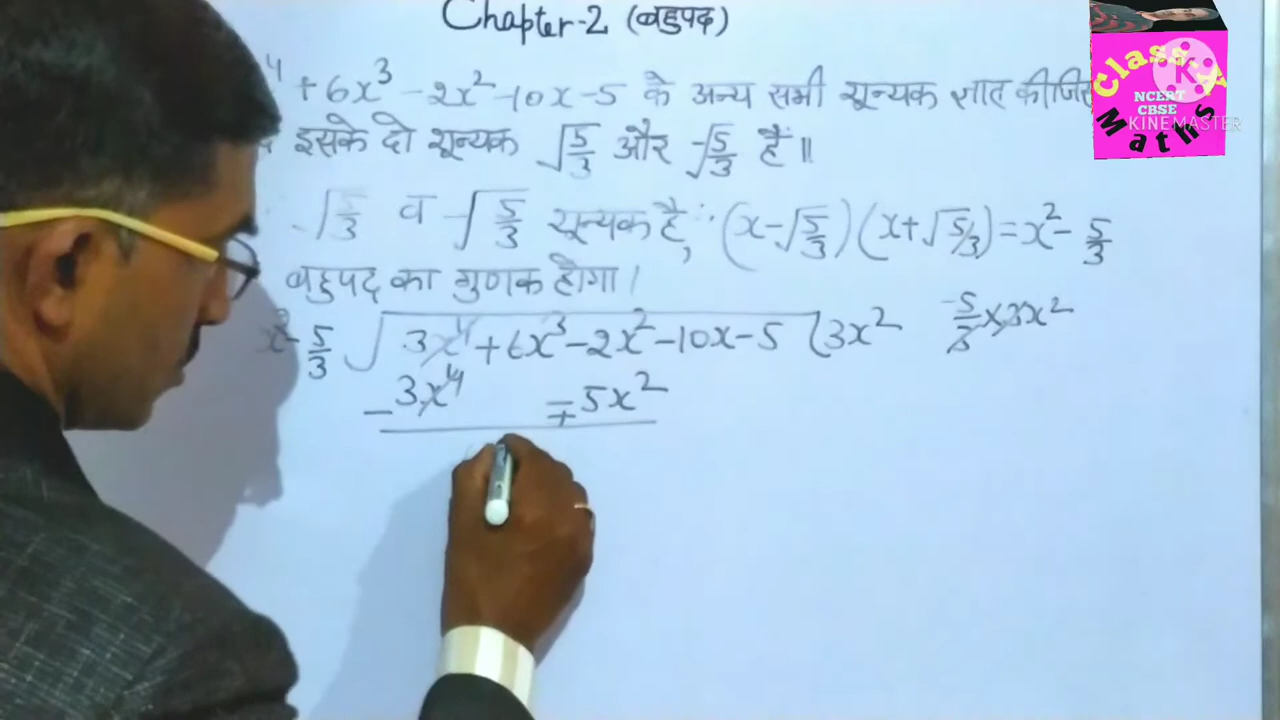 Chapter-2 (बहुपद)
4 + 6x³ - 2x² - 10x - 5 के अन्य सभी शून्यक ज्ञात कीजिए
इसके दो शून्यक √5/3 और -√5/3 हैं॥
√5/3 व -√5/3 शून्यक है, ∴ (x-√5/3)(x+√5/3) = x² - 5/3
बहुपद का गुणक होगा।
x² - 5/3 √ 3x⁴ + 6x³ - 2x² - 10x - 5 (3x² -5/3 × 3x²
- 3x⁴ ∓ 5x²
Class-X
NCERT
CBSE
KINEMASTER
Maths